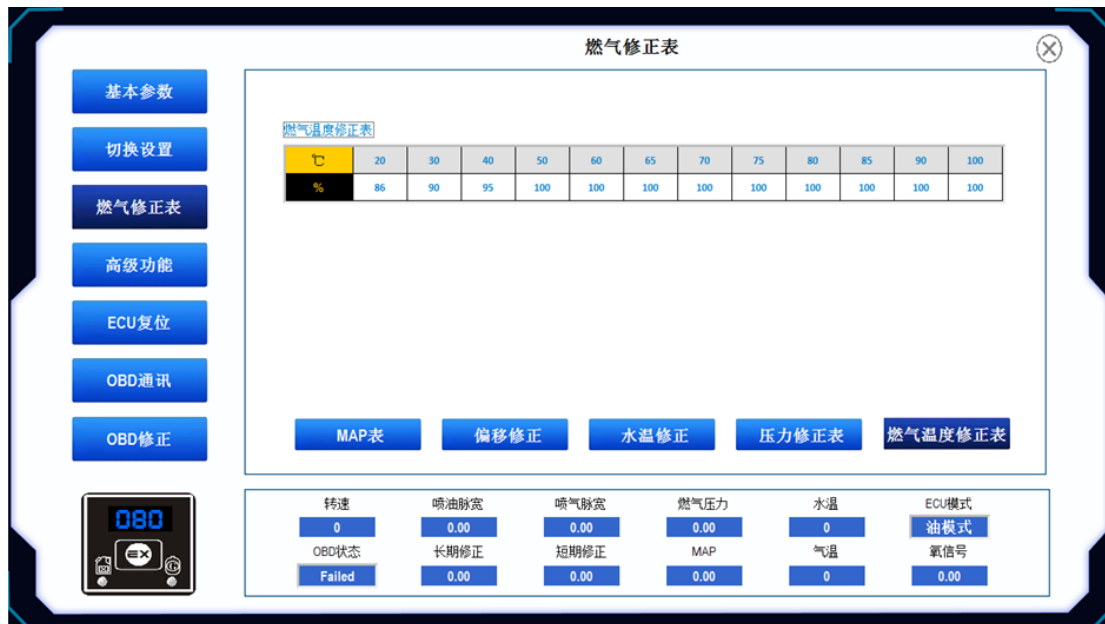 燃气修正表
基本参数
切换设置
燃气修正表
高级功能
ECU复位
OBD通讯
OBD修正
燃气温度修正表
℃ 20 30 40 50 60 65 70 75 80 85 90 100
% 86 90 95 100 100 100 100 100 100 100 100 100
MAP表 偏移修正 水温修正 压力修正表 燃气温度修正表
080
EX
转速 喷油脉宽 喷气脉宽 燃气压力 水温 ECU模式
0 0.00 0.00 0.00 0 油模式
OBD状态 长期修正 短期修正 MAP 气温 氧信号
Failed 0.00 0.00 0.00 0 0.00